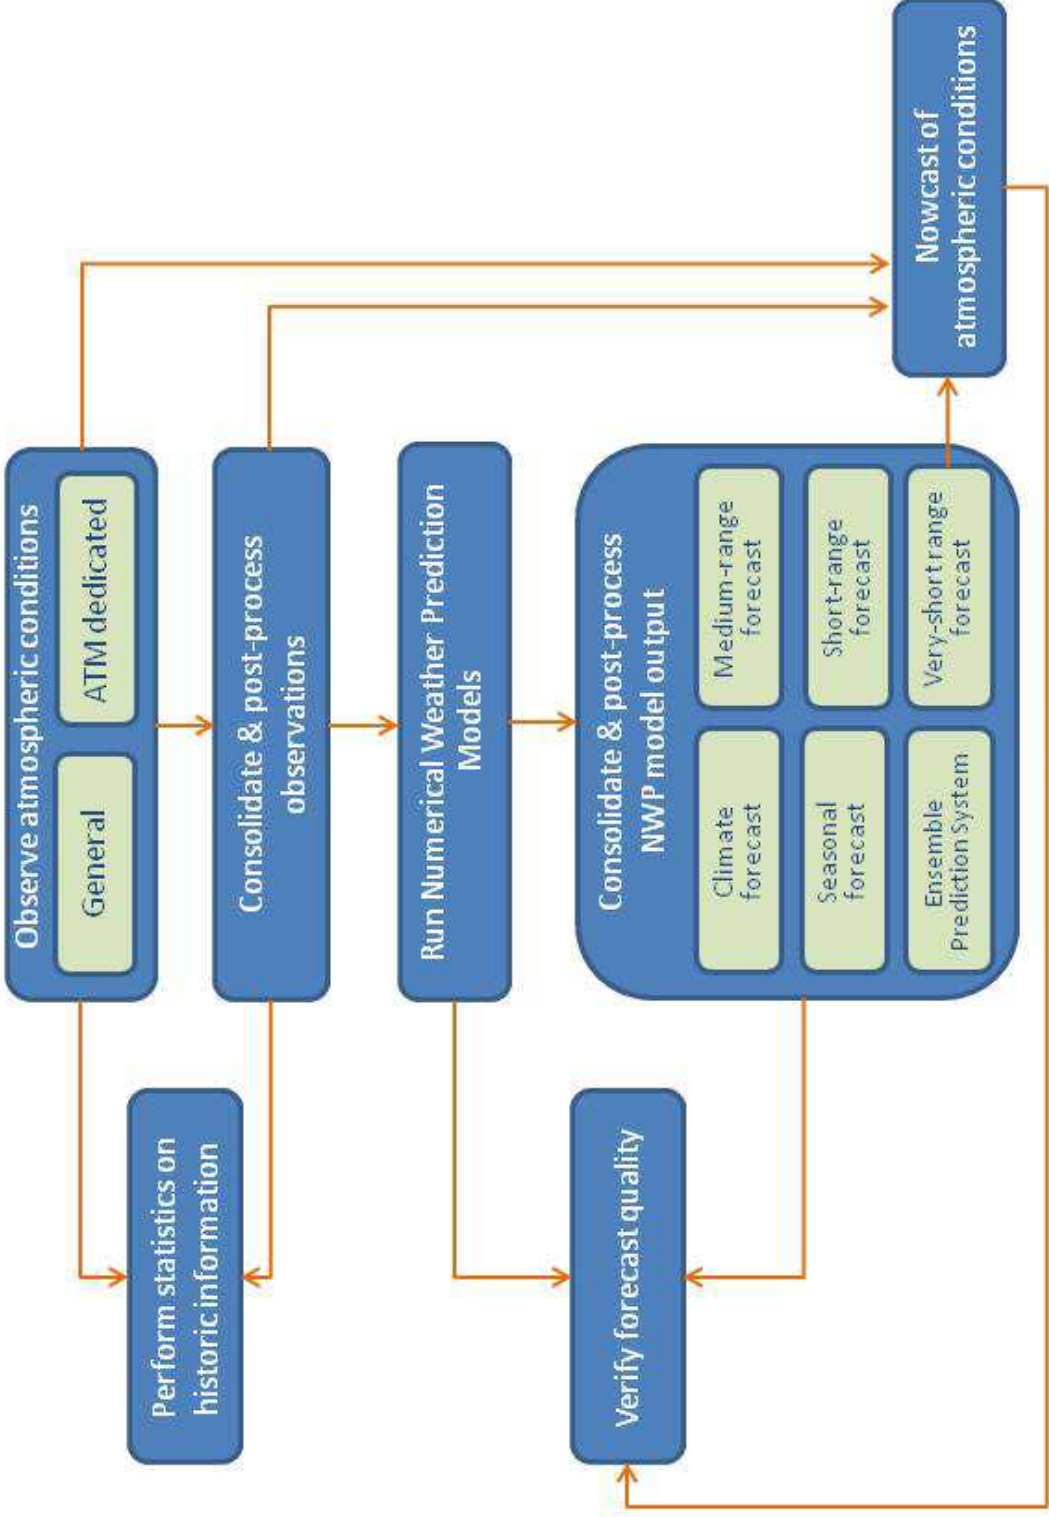 Observe atmospheric conditions
General
ATM dedicated
Perform statistics on
historic information
Consolidate & post-process
observations
Run Numerical Weather Prediction
Models
Verify forecast quality
Consolidate & post-process
NWP model output
Climate
forecast
Medium-range
forecast
Seasonal
forecast
Short-range
forecast
Ensemble
Prediction System
Very-short range
forecast
Nowcast of
atmospheric conditions